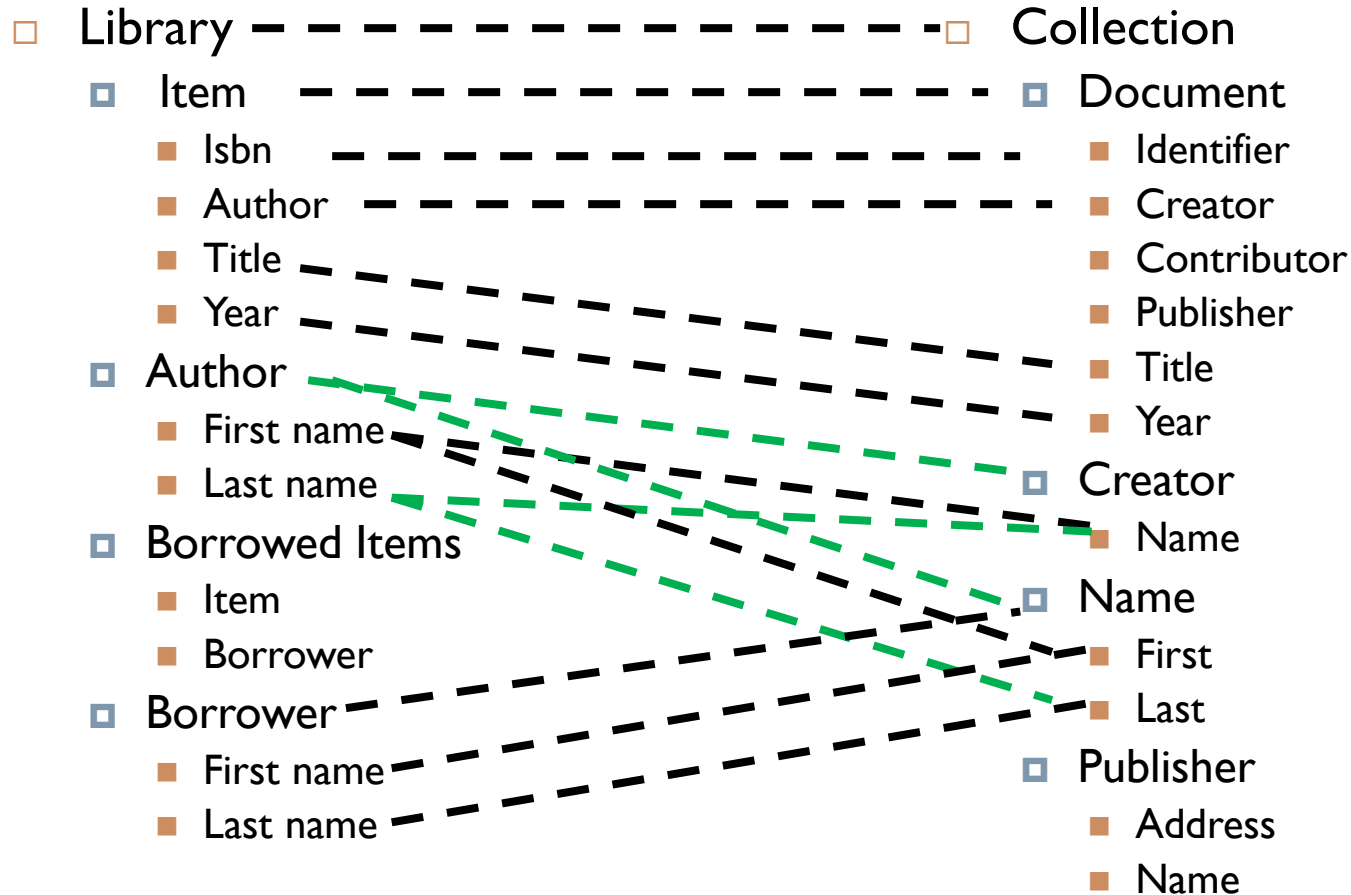 Library
Item
Isbn
Author
Title
Year
Author
First name
Last name
Borrowed Items
Item
Borrower
Borrower
First name
Last name
Collection
Document
Identifier
Creator
Contributor
Publisher
Title
Year
Creator
Name
Name
First
Last
Publisher
Address
Name